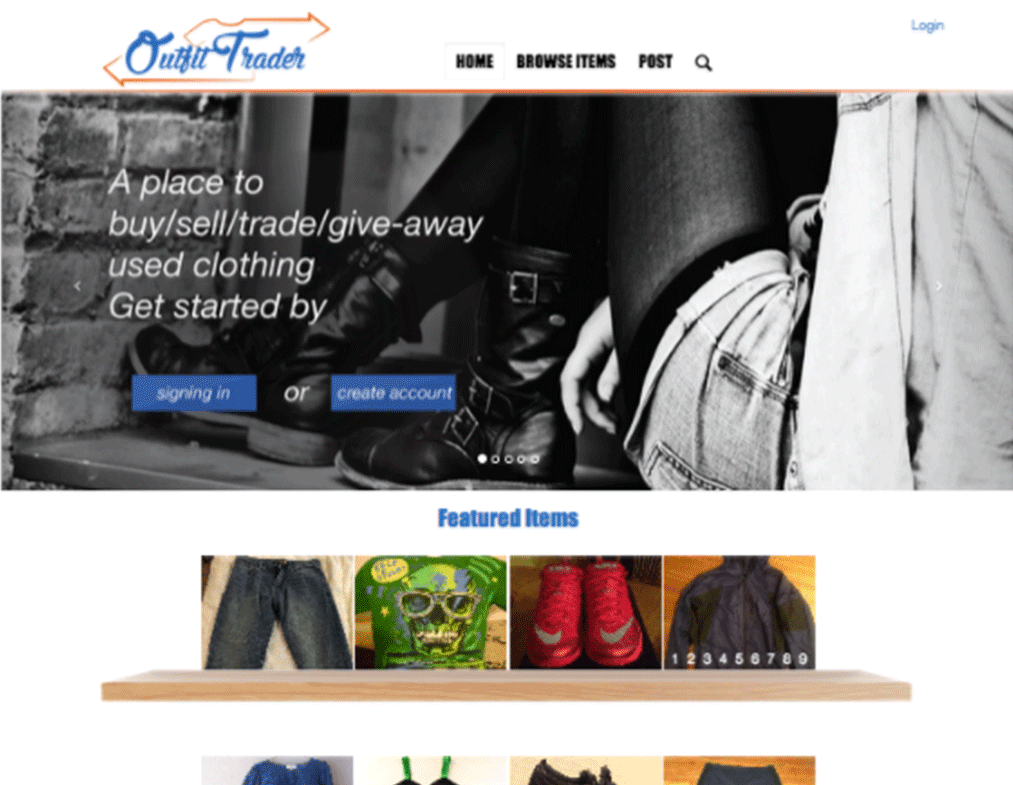 Outfit Trader
Login
HOME BROWSE ITEMS POST
A place to
buy/sell/trade/give-away
used clothing
Get started by
signing in or create account
Featured Items
1 2 3 4 5 6 7 8 9